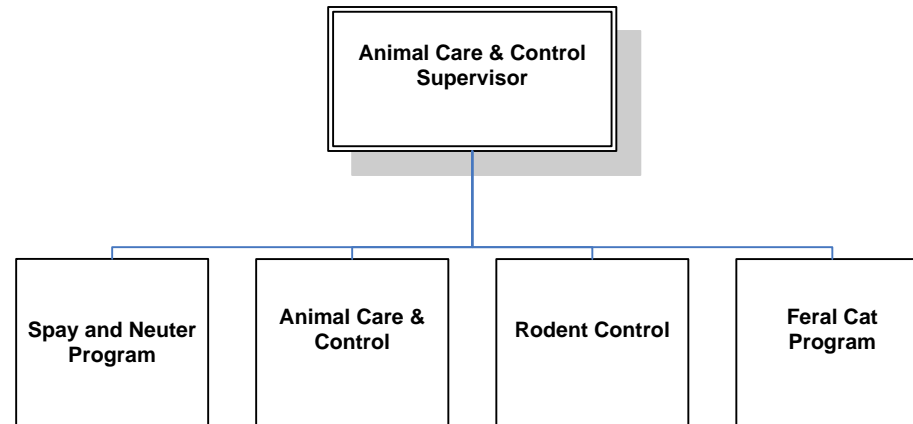 Animal Care & Control
Supervisor
Spay and Neuter
Program
Animal Care &
Control
Rodent Control
Feral Cat
Program